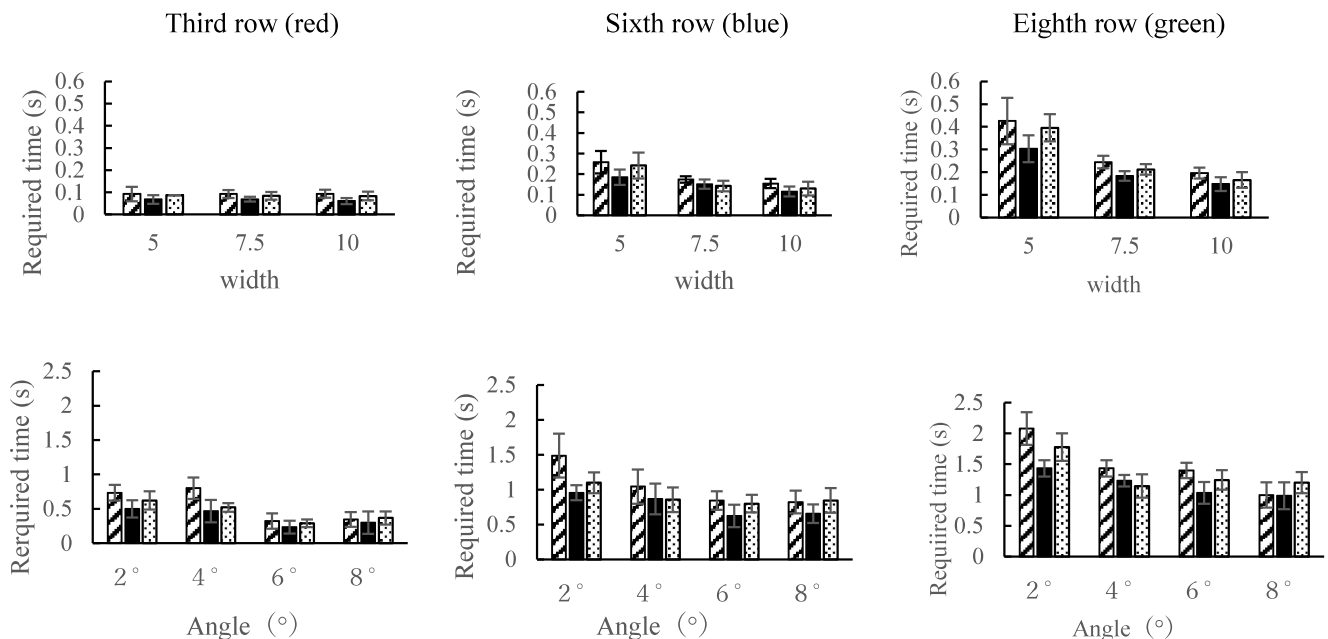 Third row (red)
Sixth row (blue)
Eighth row (green)
Required time (s)
0.6
0.5
0.4
0.3
0.2
0.1
0
5 7.5 10
width
Required time (s)
0.6
0.5
0.4
0.3
0.2
0.1
0
5 7.5 10
width
Required time (s)
0.6
0.5
0.4
0.3
0.2
0.1
0
5 7.5 10
width
Rerquired time (s)
2.5
2
1.5
1
0.5
0
2° 4° 6° 8°
Angle (°)
Required time (s)
2.5
2
1.5
1
0.5
0
2° 4° 6° 8°
Angle (°)
Requiired time (s)
2.5
2
1.5
1
0.5
0
2° 4° 6° 8°
Angle (°)